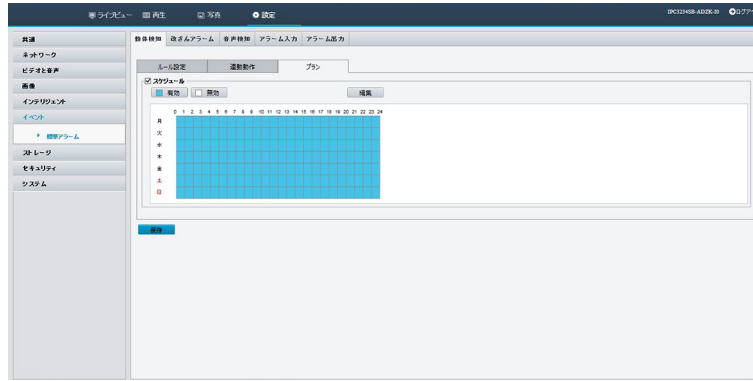 ライブビュー 再生 写真 設定 IPC3234SB-ADZK-I0 ログア
共通
ネットワーク
ビデオと音声
画像
インテリジェント
イベント
標準アラーム
ストレージ
セキュリティ
システム
動体検知 改ざんアラーム 音声検知 アラーム入力 アラーム出力
ルール設定 連動動作 プラン
スケジュール
有効 無効 編集
0 1 2 3 4 5 6 7 8 9 10 11 12 13 14 15 16 17 18 19 20 21 22 23 24
月
火
水
木
金
土
日
保存